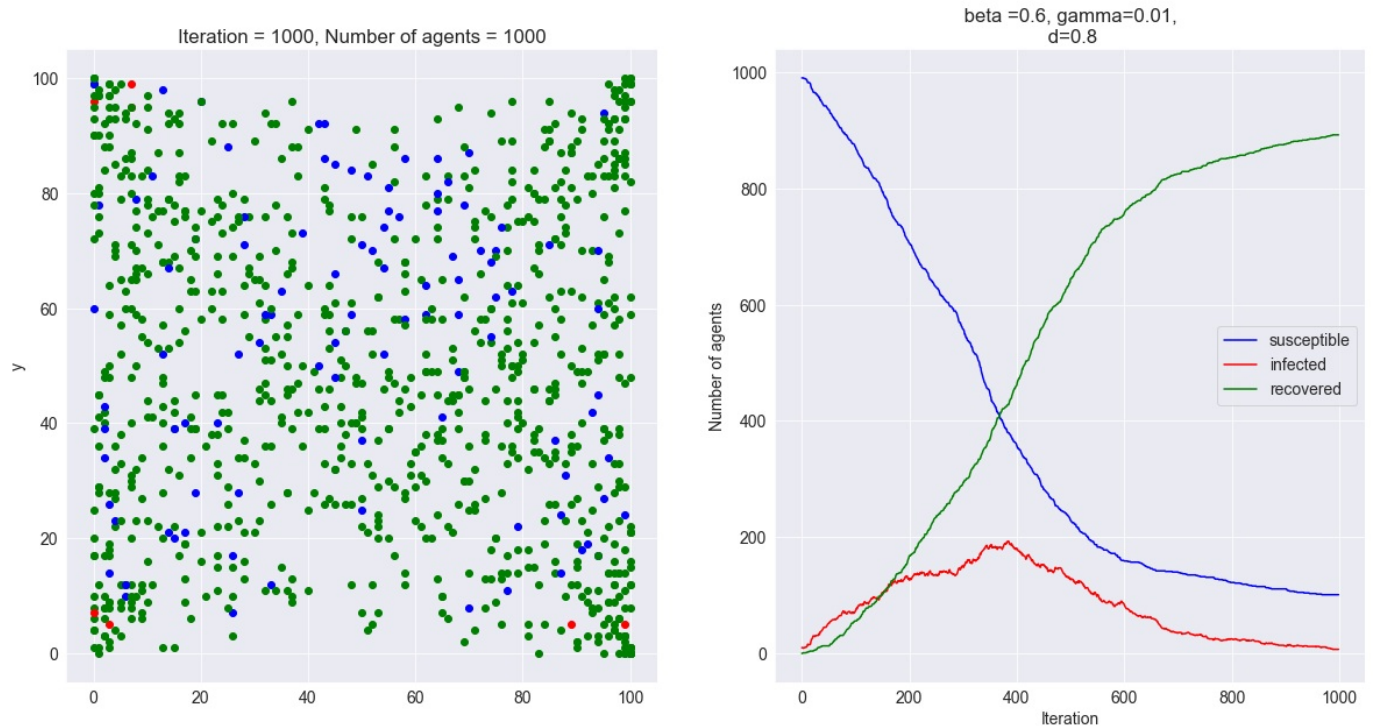 Iteration = 1000, Number of agents = 1000
y
100
80
60
40
20
0
0 20 40 60 80 100
beta =0.6, gamma=0.01,
d=0.8
Number of agents
1000
800
600
400
200
0
susceptible
infected
recovered
0 200 400 600 800 1000
Iteration